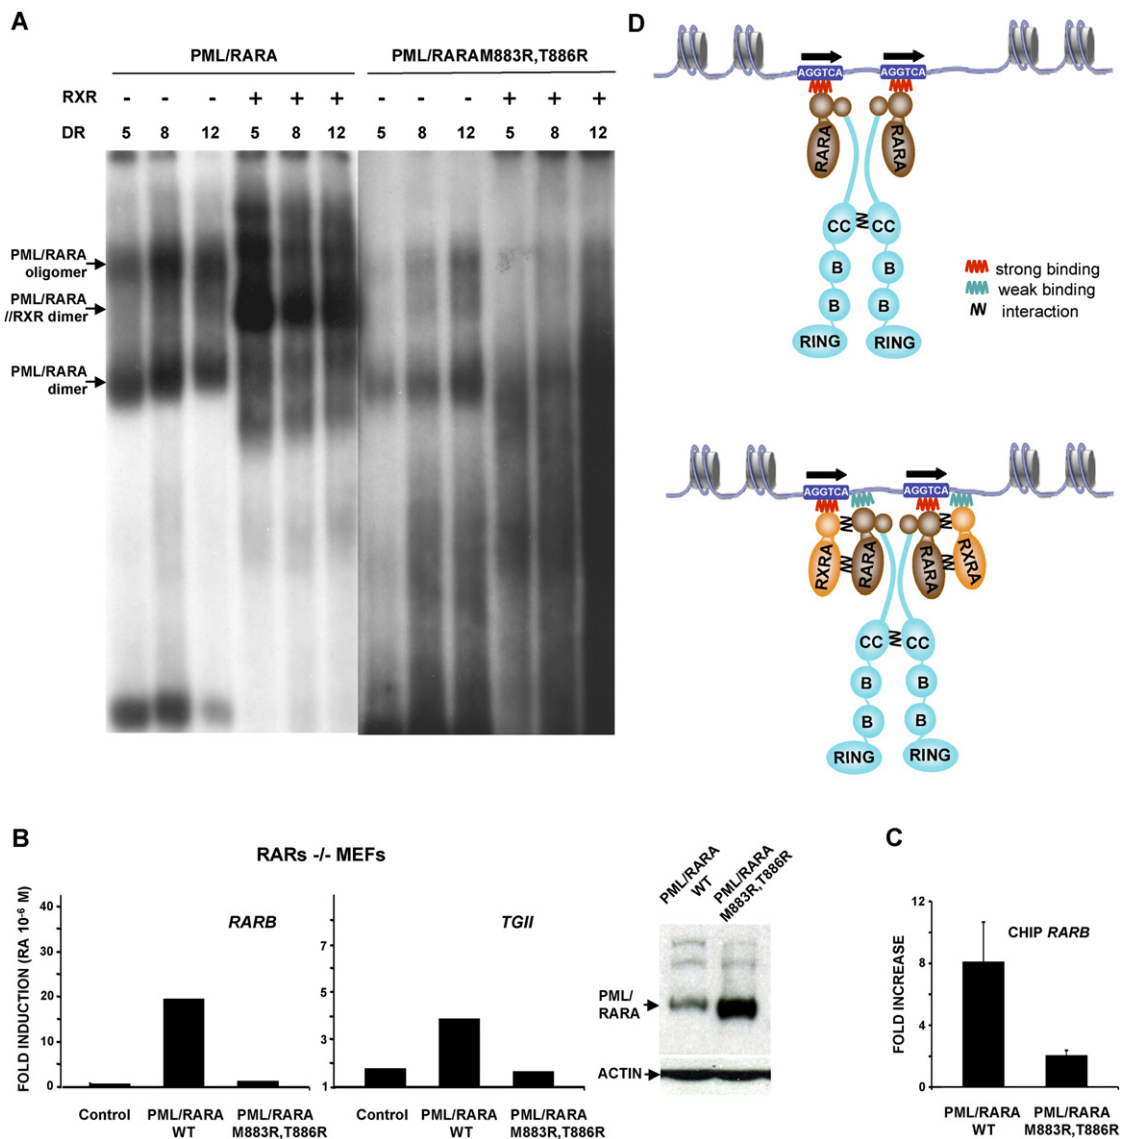 A
PML/RARA PML/RARAM883R,T886R
RXR - - - + + + - - - + + +
DR 5 8 12 5 8 12 5 8 12 5 8 12
PML/RARA
oligomer
PML/RARA
//RXR dimer
PML/RARA
dimer
D
AGGTCA AGGTCA
RARA RARA
CC CC
B B
B B
RING RING
strong binding
weak binding
interaction
AGGTCA AGGTCA
RXRA RARA RARA RXRA
CC CC
B B
B B
RING RING
B
RARs -/- MEFs
FOLD INDUCTION (RA 10-6 M)
40
30
20
10
0
RARB
Control PML/RARA WT PML/RARA M883R,T886R
7
5
3
1
TGII
Control PML/RARA WT PML/RARA M883R,T886R
PML/RARA
WT
PML/RARA
M883R,T886R
PML/
RARA
ACTIN
C
FOLD INCREASE
12
8
4
0
CHIP RARB
PML/RARA WT PML/RARA M883R,T886R